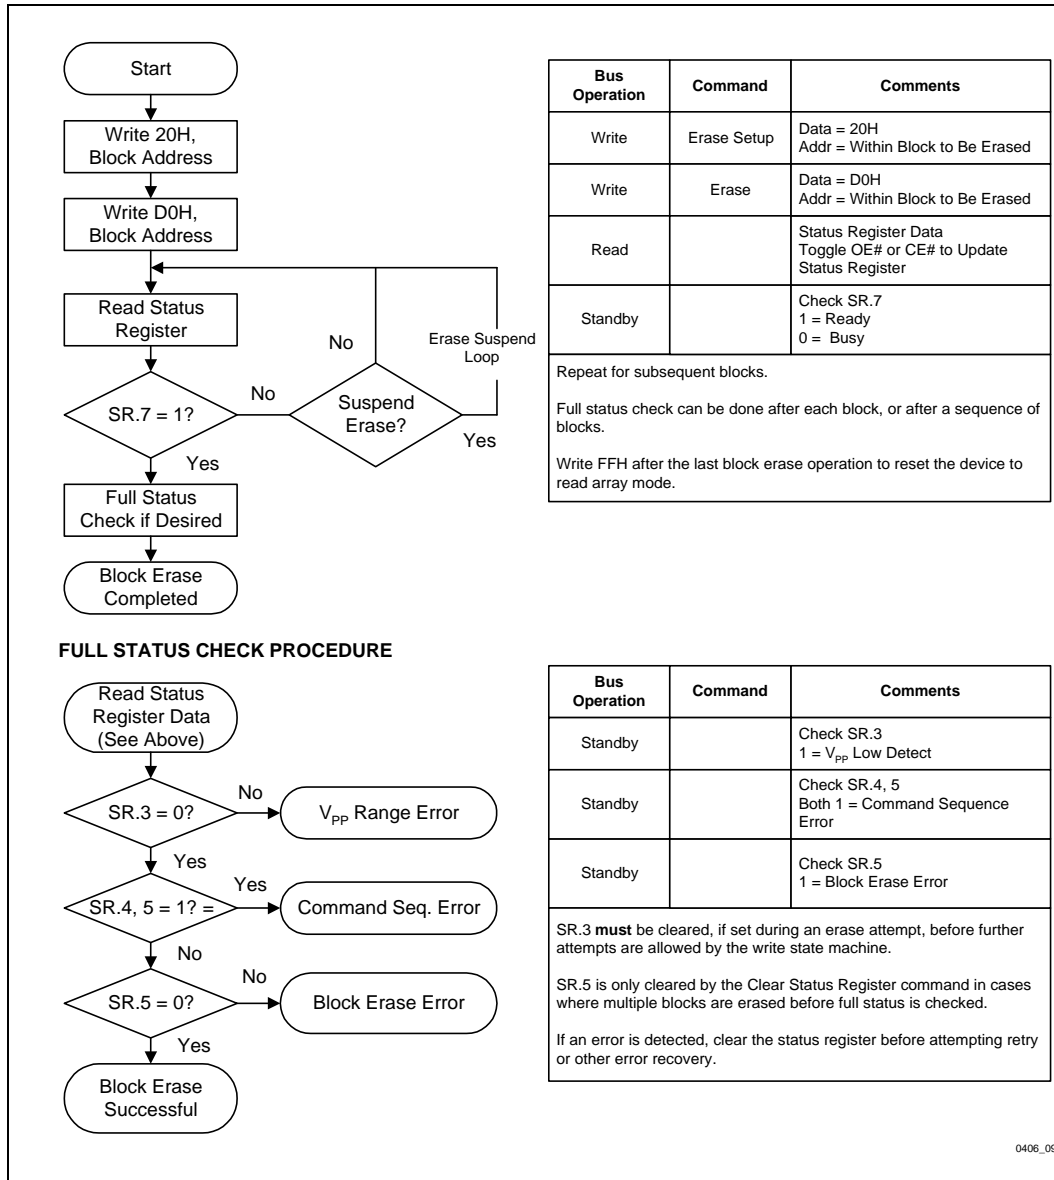 Start
Write 20H,
Block Address
Write D0H,
Block Address
Read Status
Register
No
Erase Suspend
Loop
SR.7 = 1?
No
Suspend
Erase?
Yes
Yes
Full Status
Check if Desired
Block Erase
Completed
Bus
Operation
Command
Comments
Write
Erase Setup
Data = 20H
Addr = Within Block to Be Erased
Write
Erase
Data = D0H
Addr = Within Block to Be Erased
Read
Status Register Data
Toggle OE# or CE# to Update
Status Register
Standby
Check SR.7
1 = Ready
0 = Busy
Repeat for subsequent blocks.
Full status check can be done after each block, or after a sequence of
blocks.
Write FFH after the last block erase operation to reset the device to
read array mode.
FULL STATUS CHECK PROCEDURE
Read Status
Register Data
(See Above)
SR.3 = 0?
No
VPP Range Error
Yes
SR.4, 5 = 1? =
Yes
Command Seq. Error
No
SR.5 = 0?
No
Block Erase Error
Yes
Block Erase
Successful
Bus
Operation
Command
Comments
Standby
Check SR.3
1 = VPP Low Detect
Standby
Check SR.4, 5
Both 1 = Command Sequence
Error
Standby
Check SR.5
1 = Block Erase Error
SR.3 must be cleared, if set during an erase attempt, before further
attempts are allowed by the write state machine.
SR.5 is only cleared by the Clear Status Register command in cases
where multiple blocks are erased before full status is checked.
If an error is detected, clear the status register before attempting retry
or other error recovery.
0406_09